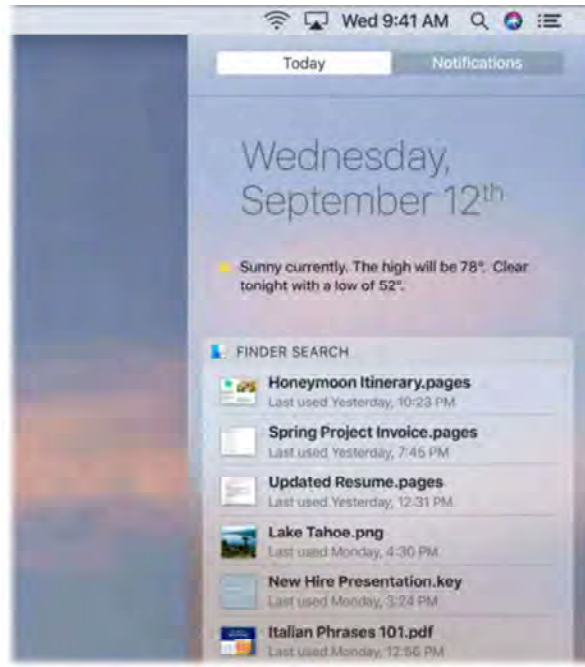 Wed 9:41 AM
Today Notifications
Wednesday,
September 12th
Sunny currently. The high will be 78°. Clear
tonight with a low of 52°.
FINDER SEARCH
Honeymoon Itinerary.pages
Last used Yesterday, 10:23 PM
Spring Project Invoice.pages
Last used Yesterday, 7:45 PM
Updated Resume.pages
Last used Yesterday, 12:31 PM
Lake Tahoe.png
Last used Monday, 4:30 PM
New Hire Presentation.key
Last used Monday, 3:24 PM
Italian Phrases 101.pdf
Last used Monday, 12:56 PM